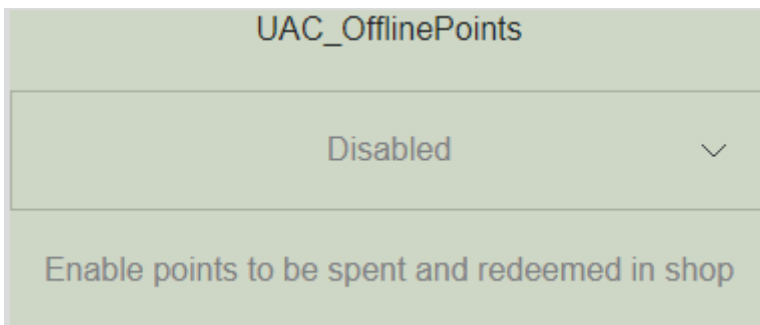 UAC_OfflinePoints
Disabled
Enable points to be spent and redeemed in shop